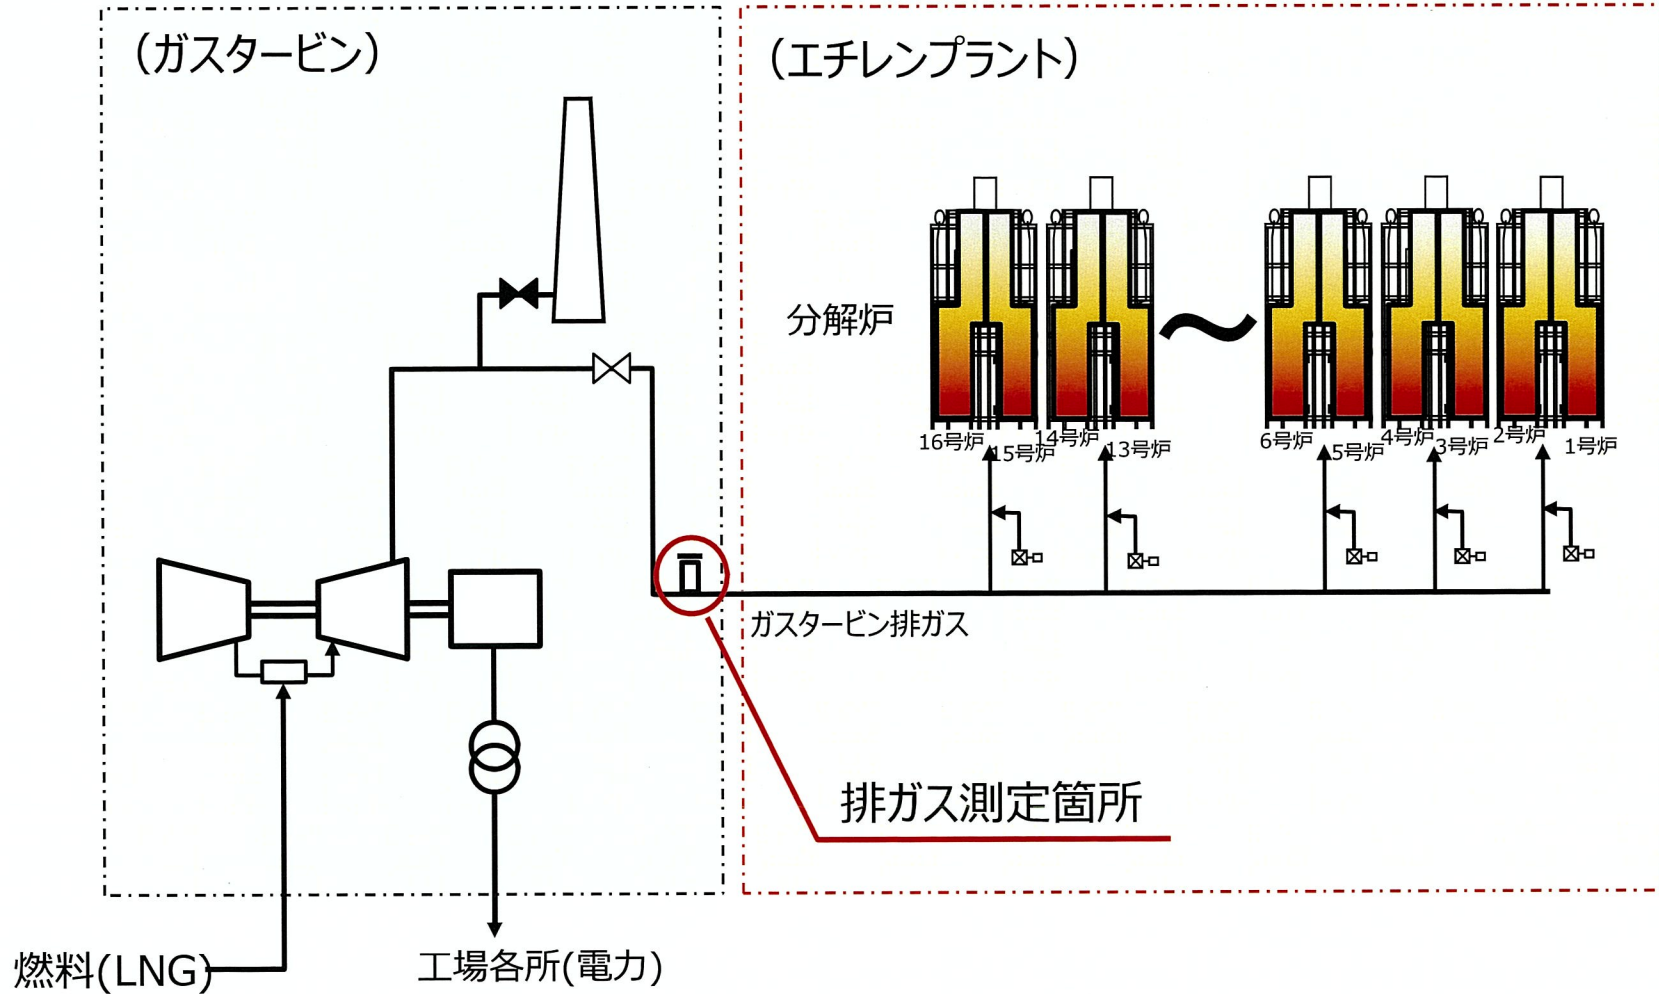 （ガスタービン）
（エチレンプラント）
分解炉
16号炉
15号炉
14号炉
13号炉
6号炉
5号炉
4号炉
3号炉
2号炉
1号炉
ガスタービン排ガス
排ガス測定箇所
燃料(LNG)
工場各所(電力)